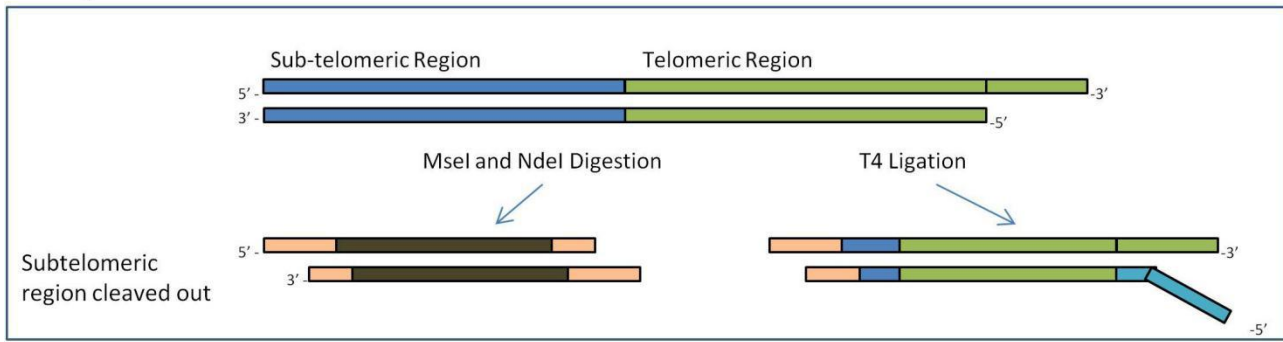 Sub-telomeric Region Telomeric Region
5’ - -3’
3’ - -5’
MseI and NdeI Digestion T4 Ligation
5’ - -3’
3’ -
Subtelomeric
region cleaved out
-5’